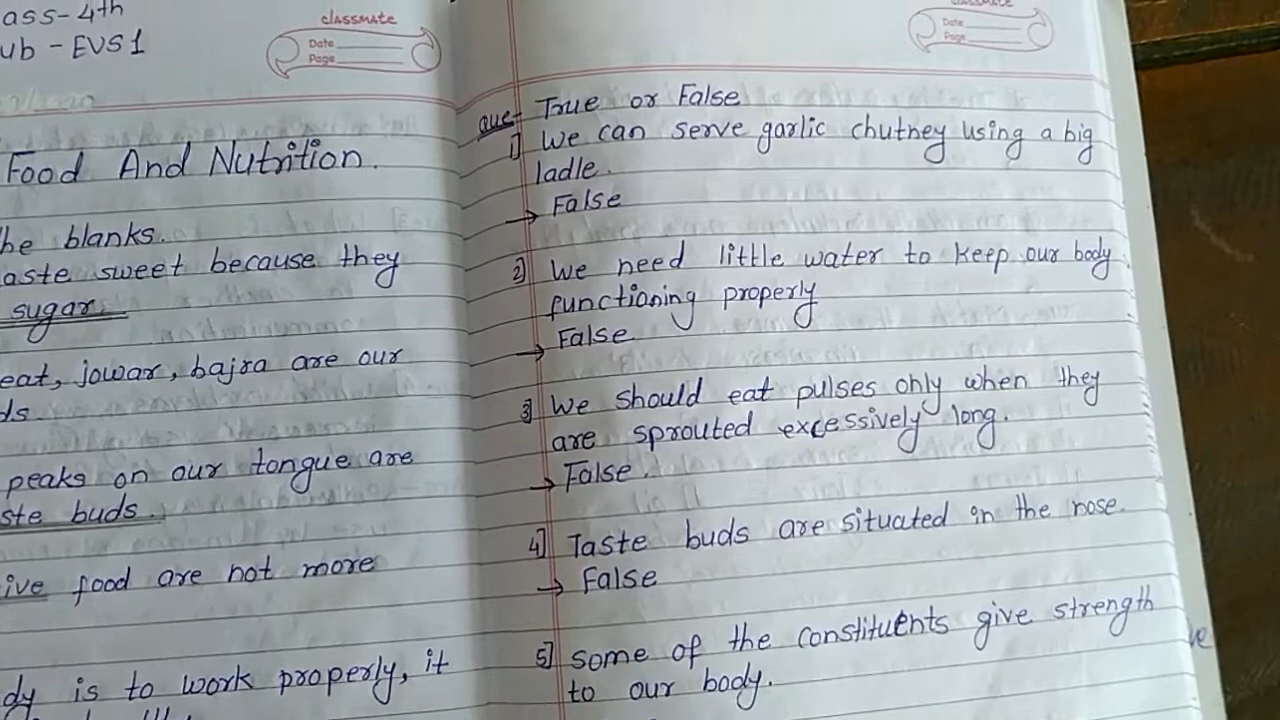 ass-4th
ub - EVS 1
classmate
Date
Page
Food And Nutrition.
he blanks.
aste sweet because they
sugar.
eat, jowar, bajra are our
ds
peaks on our tongue are
ste buds.
ive food are not more
dy is to work properly, it
classmate
Date
Page
Que- True or False
1] We can serve garlic chutney using a big
ladle.
→ False
2] We need little water to keep our body
functioning properly
→ False
3] We should eat pulses only when they
are sprouted excessively long.
→ False.
4] Taste buds are situated in the nose.
→ False
5] some of the constituents give strength
to our body.